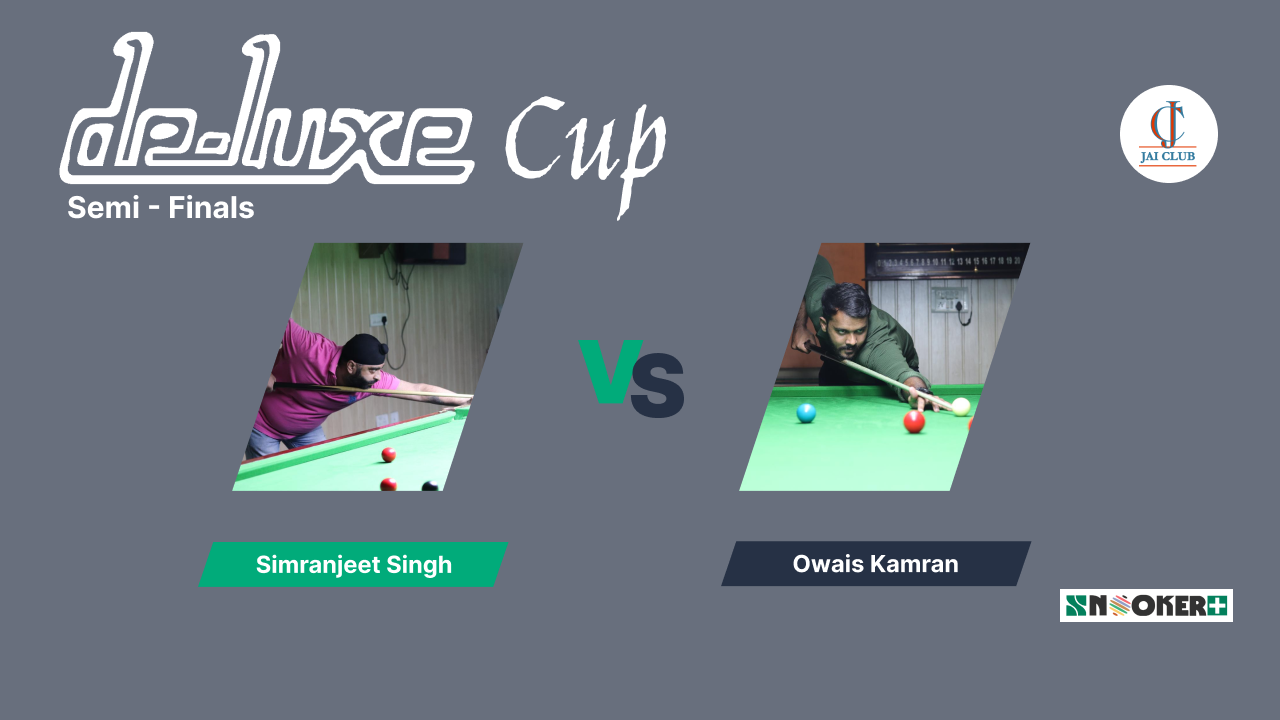 de-luxe Cup
JAI CLUB
Semi - Finals
VS
Simranjeet Singh
Owais Kamran
SNOOKER+